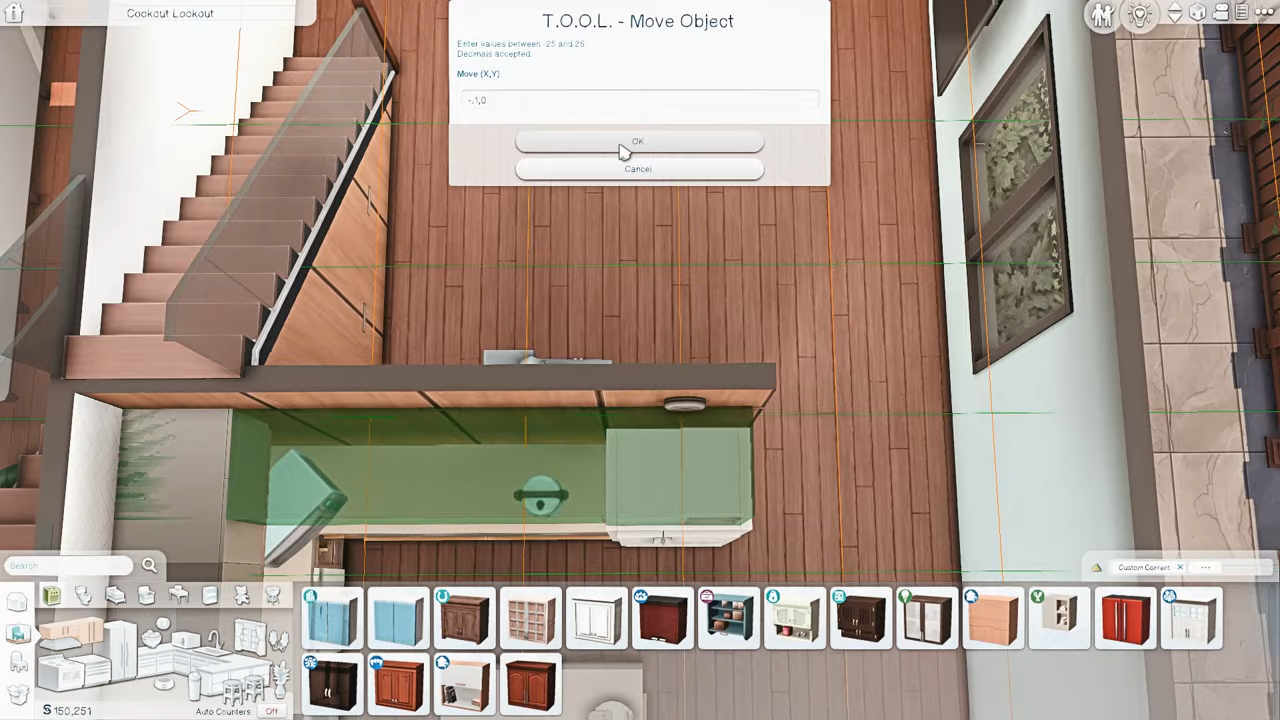 Cookout Lookout
T.O.O.L. - Move Object
Enter values between -25 and 25.
Decimals accepted.
Move (X,Y)
-.1,0
OK
Cancel
Search
Custom Content
$150,251
Auto Counters
Off